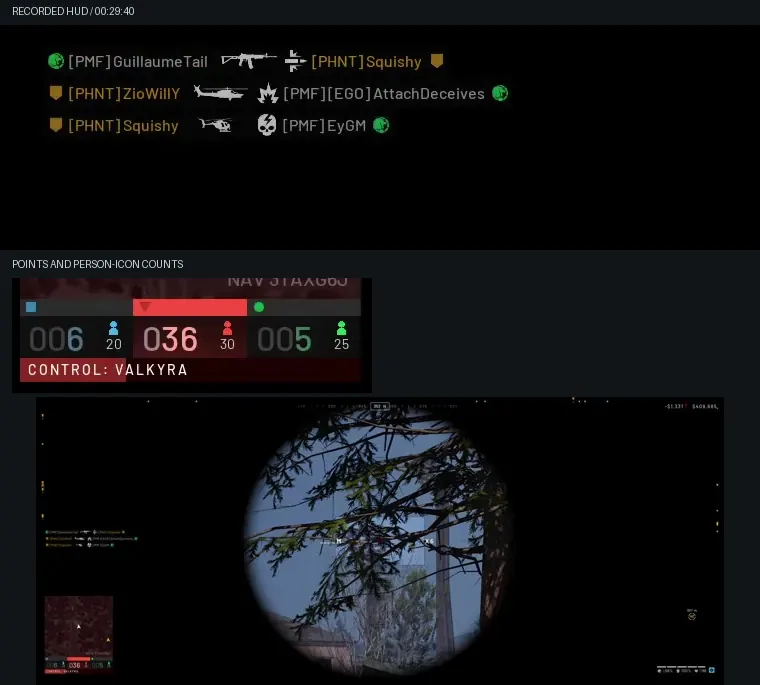 RECORDED HUD / 00:29:40
[PMF]GuillaumeTail [PHNT]Squishy
[PHNT]ZioWillY [PMF][EGO]AttachDeceives
[PHNT]Squishy [PMF]EyGM
POINTS AND PERSON-ICON COUNTS
006 20 036 30 005 25
CONTROL: VALKYRA